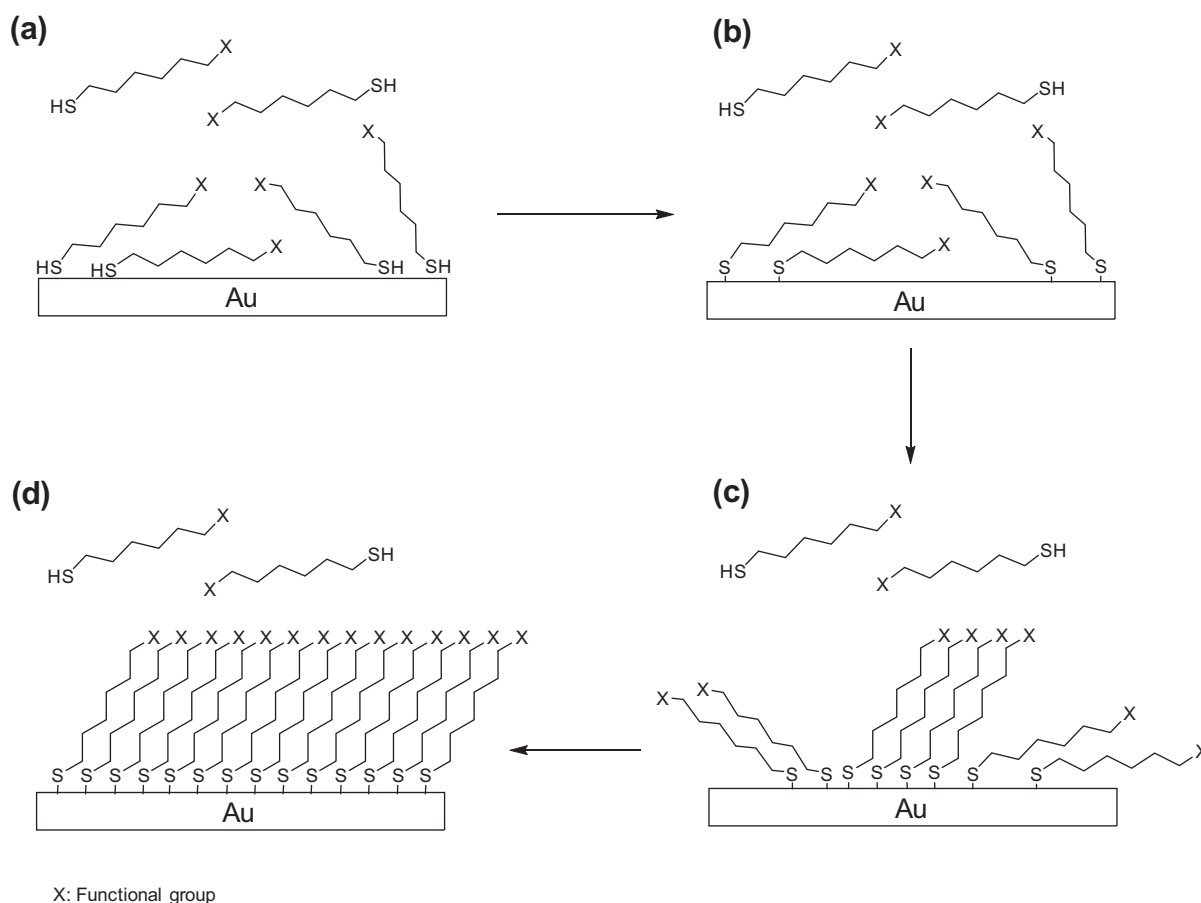 (a)
X
SH
HS
X
X
X
X
X
HS
HS
SH
SH
Au
(b)
X
SH
HS
X
X
X
X
X
S
S
S
S
Au
(d)
X
SH
HS
X
X X X X X X X X X X X X X X
S S S S S S S S S S S S S S
Au
(c)
X
SH
HS
X
X X X X
X X
X
X
S S S S S S S S
Au
X: Functional group